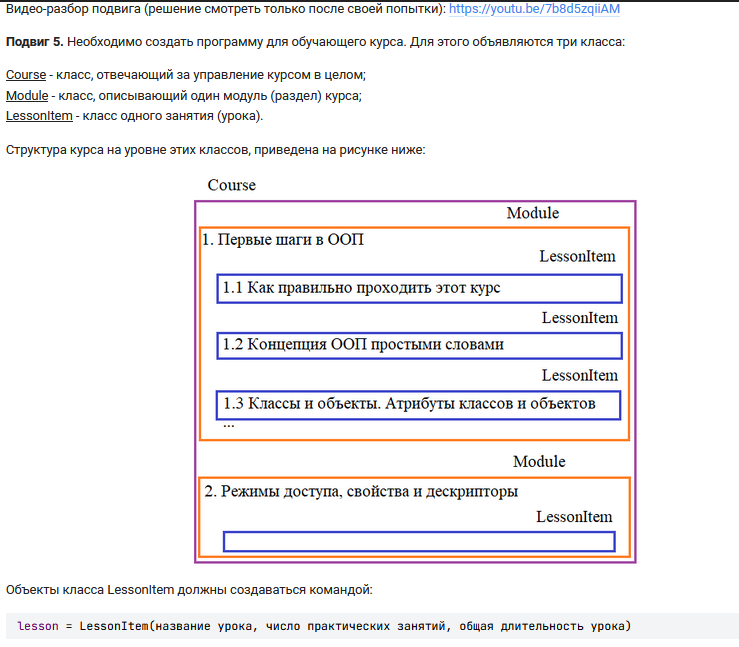 Видео-разбор подвига (решение смотреть только после своей попытки): https://youtu.be/7b8d5zqiiAM
Подвиг 5. Необходимо создать программу для обучающего курса. Для этого объявляются три класса:
Course - класс, отвечающий за управление курсом в целом;
Module - класс, описывающий один модуль (раздел) курса;
LessonItem - класс одного занятия (урока).
Структура курса на уровне этих классов, приведена на рисунке ниже:
Course
Module
1. Первые шаги в ООП
LessonItem
1.1 Как правильно проходить этот курс
LessonItem
1.2 Концепция ООП простыми словами
LessonItem
1.3 Классы и объекты. Атрибуты классов и объектов
...
Module
2. Режимы доступа, свойства и дескрипторы
LessonItem
Объекты класса LessonItem должны создаваться командой:
lesson = LessonItem(название урока, число практических занятий, общая длительность урока)